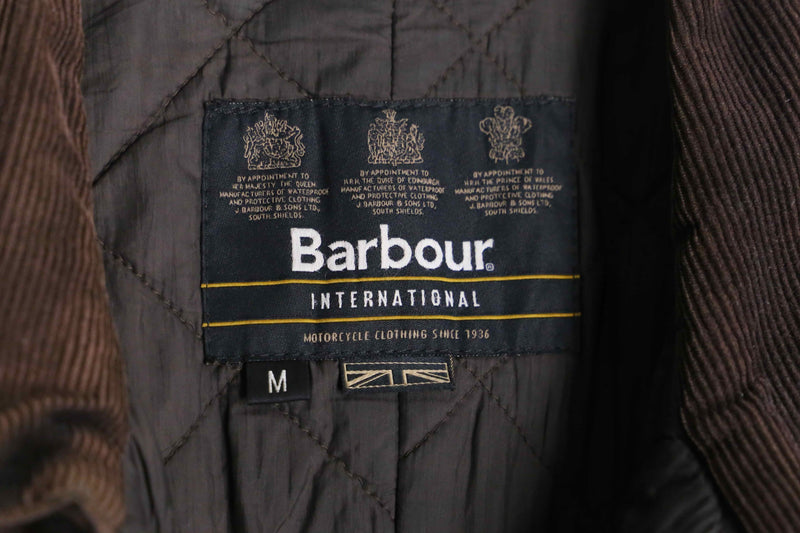 BY APPOINTMENT TO
HER MAJESTY THE QUEEN
MANUFACTURERS OF WATERPROOF
AND PROTECTIVE CLOTHING
J. BARBOUR & SONS LTD.,
SOUTH SHIELDS.
BY APPOINTMENT TO
H.R.H. THE DUKE OF EDINBURGH
MANUFACTURERS OF WATERPROOF
AND PROTECTIVE CLOTHING
J. BARBOUR & SONS LTD.,
SOUTH SHIELDS.
BY APPOINTMENT TO
H.R.H. THE PRINCE OF WALES
MANUFACTURERS OF WATERPROOF
AND PROTECTIVE CLOTHING
J. BARBOUR & SONS LTD.,
SOUTH SHIELDS.
Barbour®
INTERNATIONAL
MOTORCYCLE CLOTHING SINCE 1936
M